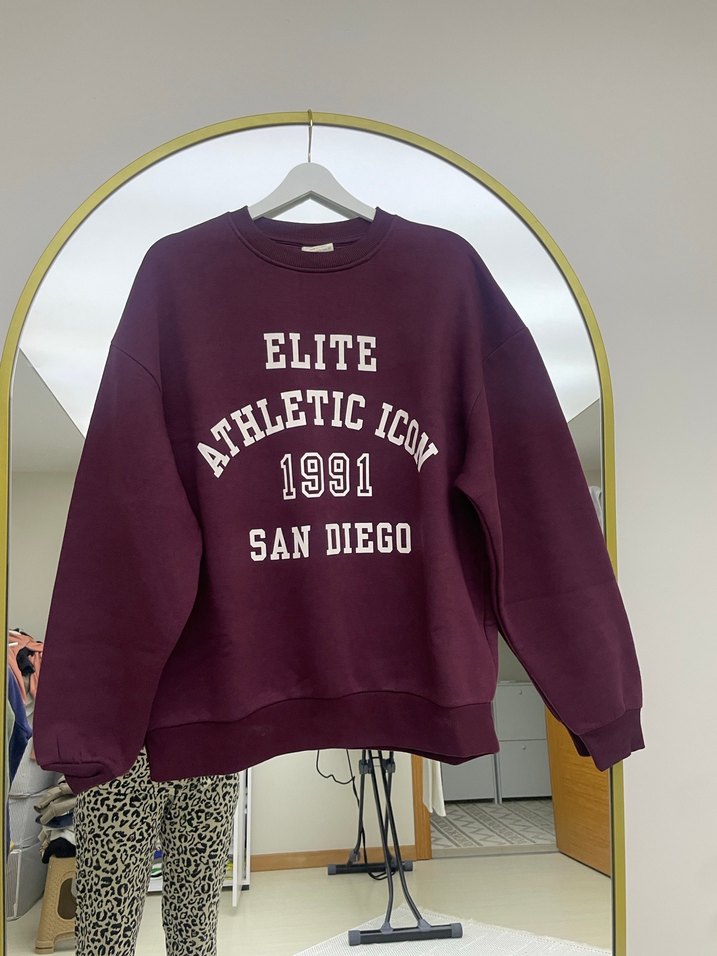 ELITE
ATHLETIC ICON
1991
SAN DIEGO